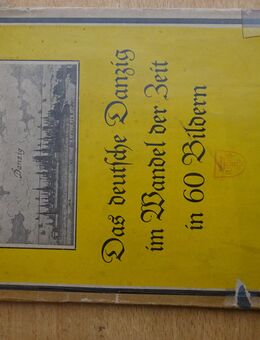 Danzig
Das deutsche Danzig
im Wandel der Zeit
in 60 Bildern